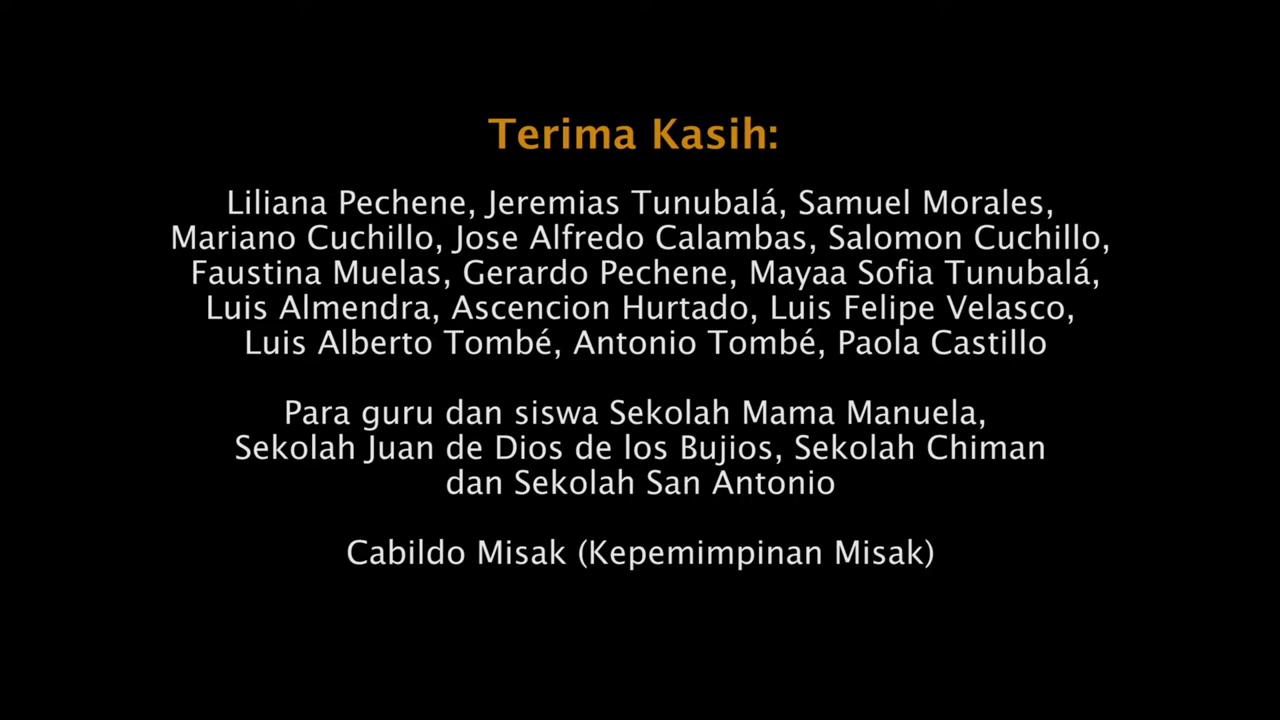 Terima Kasih:
Liliana Pechene, Jeremias Tunubalá, Samuel Morales,
Mariano Cuchillo, Jose Alfredo Calambas, Salomon Cuchillo,
Faustina Muelas, Gerardo Pechene, Mayaa Sofia Tunubalá,
Luis Almendra, Ascencion Hurtado, Luis Felipe Velasco,
Luis Alberto Tombé, Antonio Tombé, Paola Castillo
Para guru dan siswa Sekolah Mama Manuela,
Sekolah Juan de Dios de los Bujios, Sekolah Chiman
dan Sekolah San Antonio
Cabildo Misak (Kepemimpinan Misak)